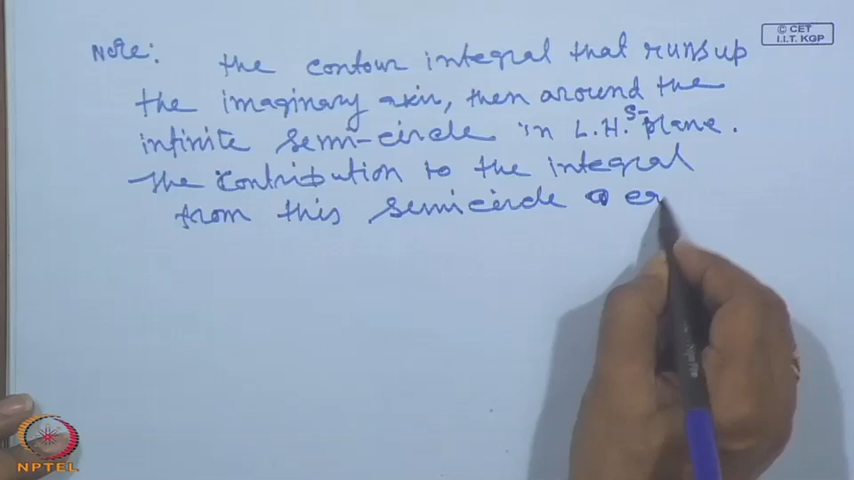 © CET
I.I.T. KGP
Note: the contour integral that runs up
the imaginary axis, then around the
infinite semi-circle in L.H. S-plane.
The contribution to the integral
from this semicircle
NPTEL